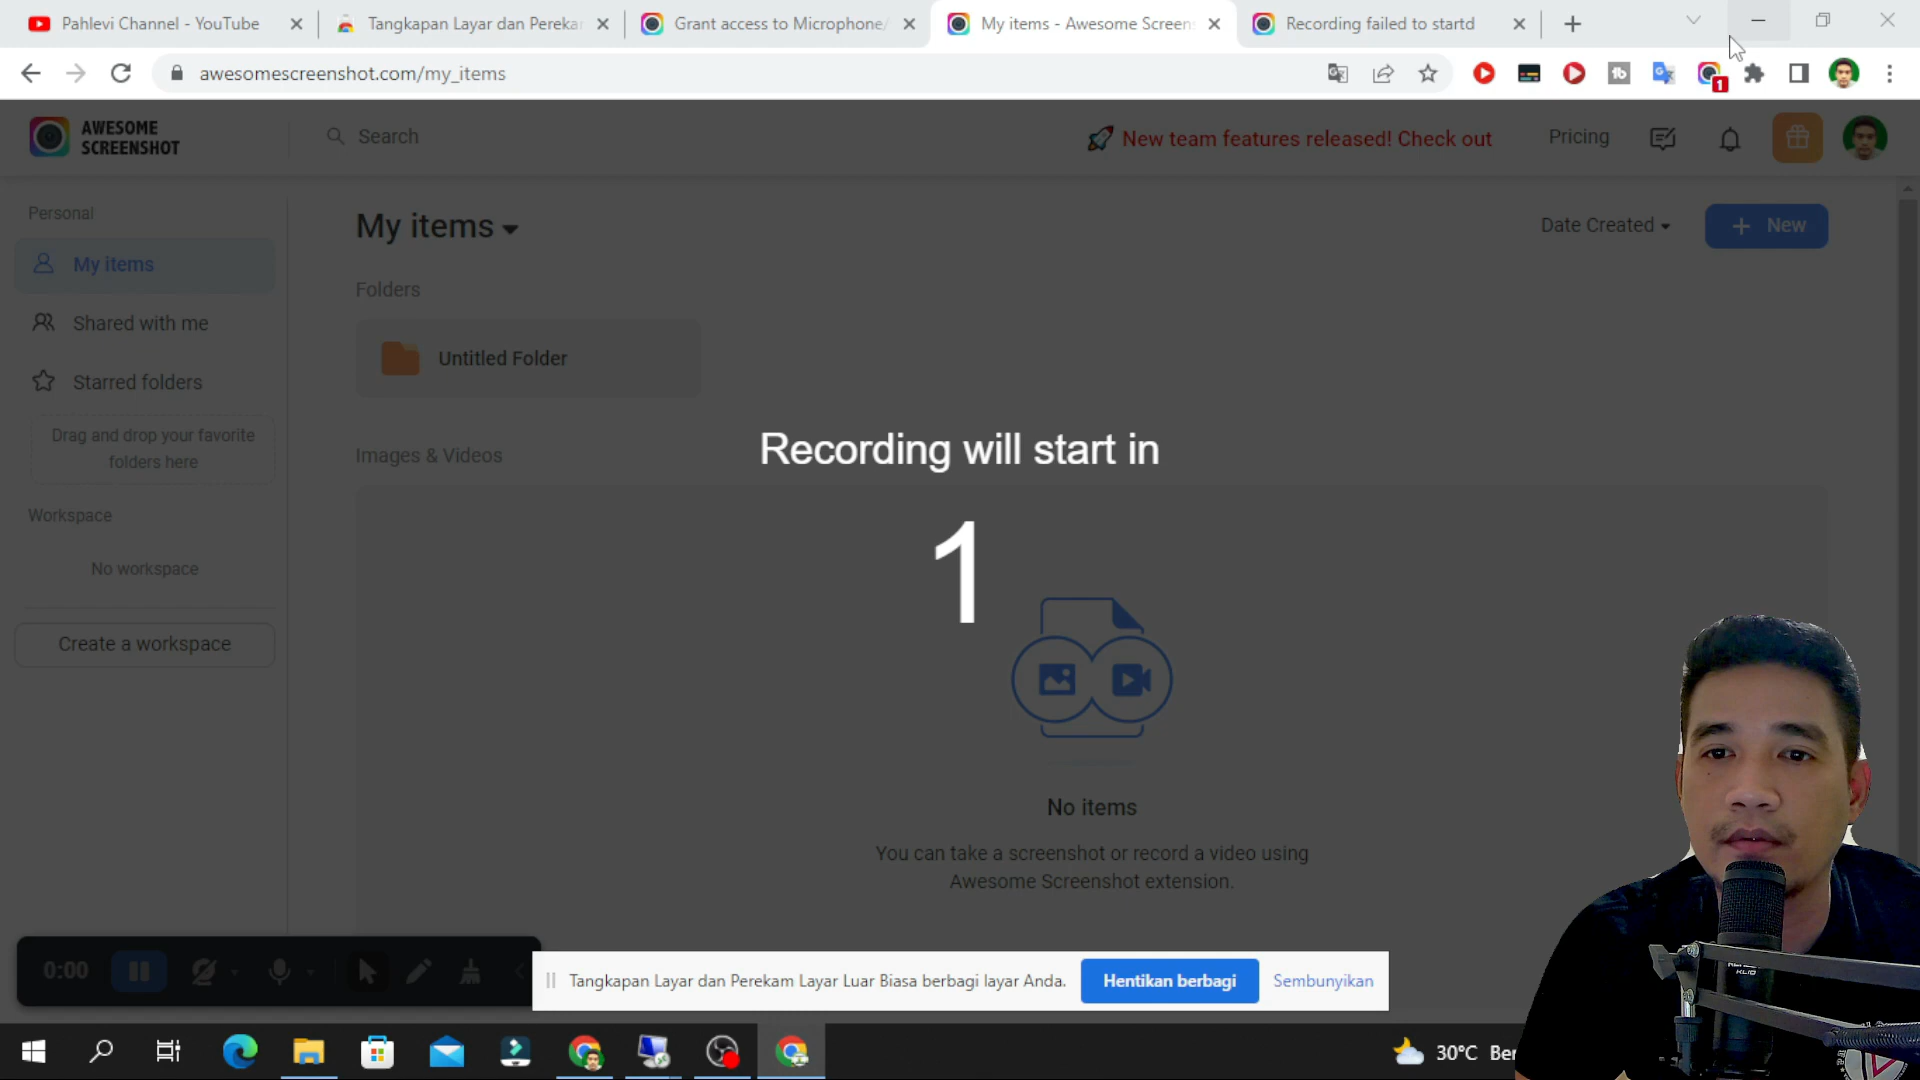 Pahlevi Channel - YouTube
Tangkapan Layar dan Pereka
Grant access to Microphone/
My items - Awesome Screens
Recording failed to startd
awesomescreenshot.com/my_items
1
AWESOME
SCREENSHOT
Search
New team features released! Check out
Pricing
Personal
My items
Date Created
+ New
My items
Folders
Shared with me
Untitled Folder
Starred folders
Drag and drop your favorite
folders here
Images & Videos
Recording will start in
1
Workspace
No workspace
Create a workspace
No items
You can take a screenshot or record a video using
Awesome Screenshot extension.
0:00
Tangkapan Layar dan Perekam Layar Luar Biasa berbagi layar Anda.
Hentikan berbagi
Sembunyikan
30°C Ber